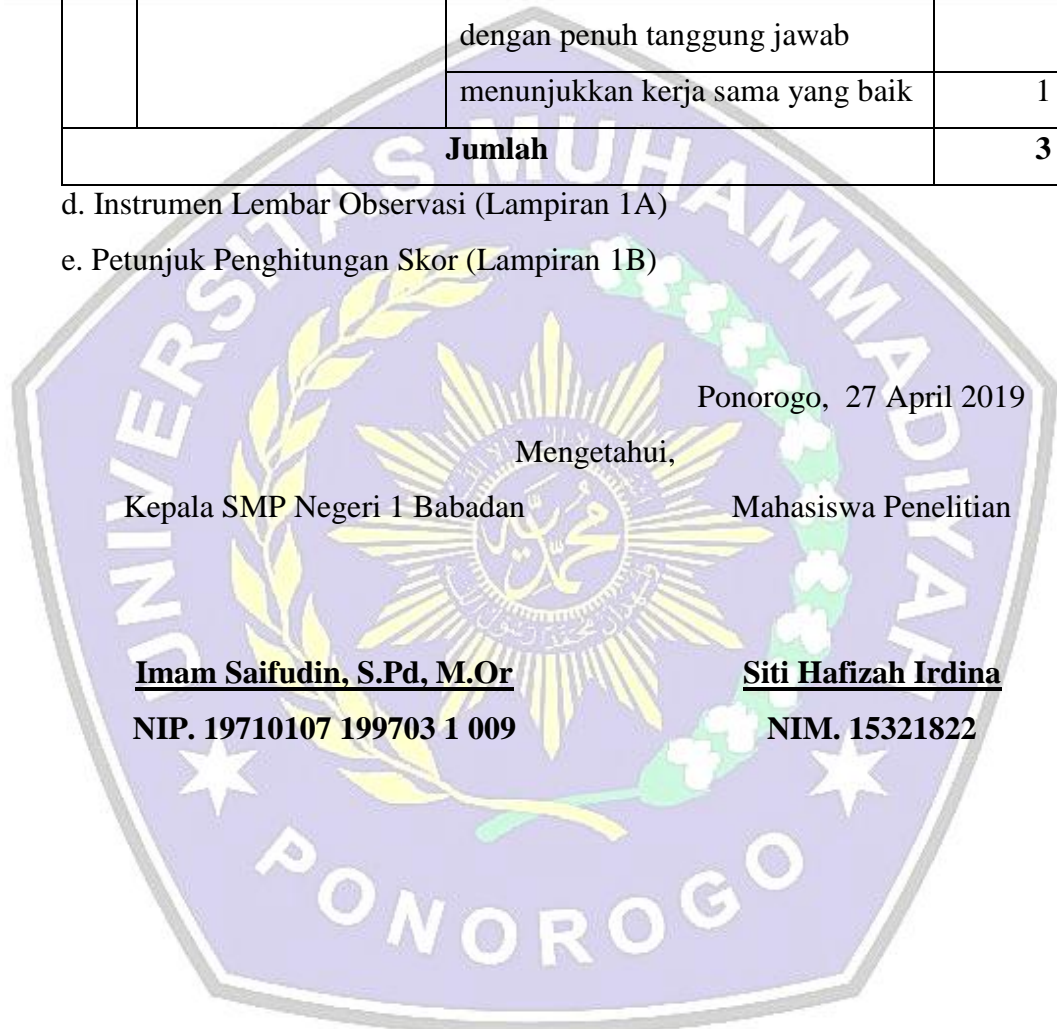 dengan penuh tanggung jawab
menunjukkan kerja sama yang baik 1
Jumlah 3
d. Instrumen Lembar Observasi (Lampiran 1A)
e. Petunjuk Penghitungan Skor (Lampiran 1B)
Ponorogo, 27 April 2019
Mengetahui,
Kepala SMP Negeri 1 Babadan Mahasiswa Penelitian
Imam Saifudin, S.Pd, M.Or Siti Hafizah Irdina
NIP. 19710107 199703 1 009 NIM. 15321822
UNIVERSITAS MUHAMMADIYAH
PONOROGO